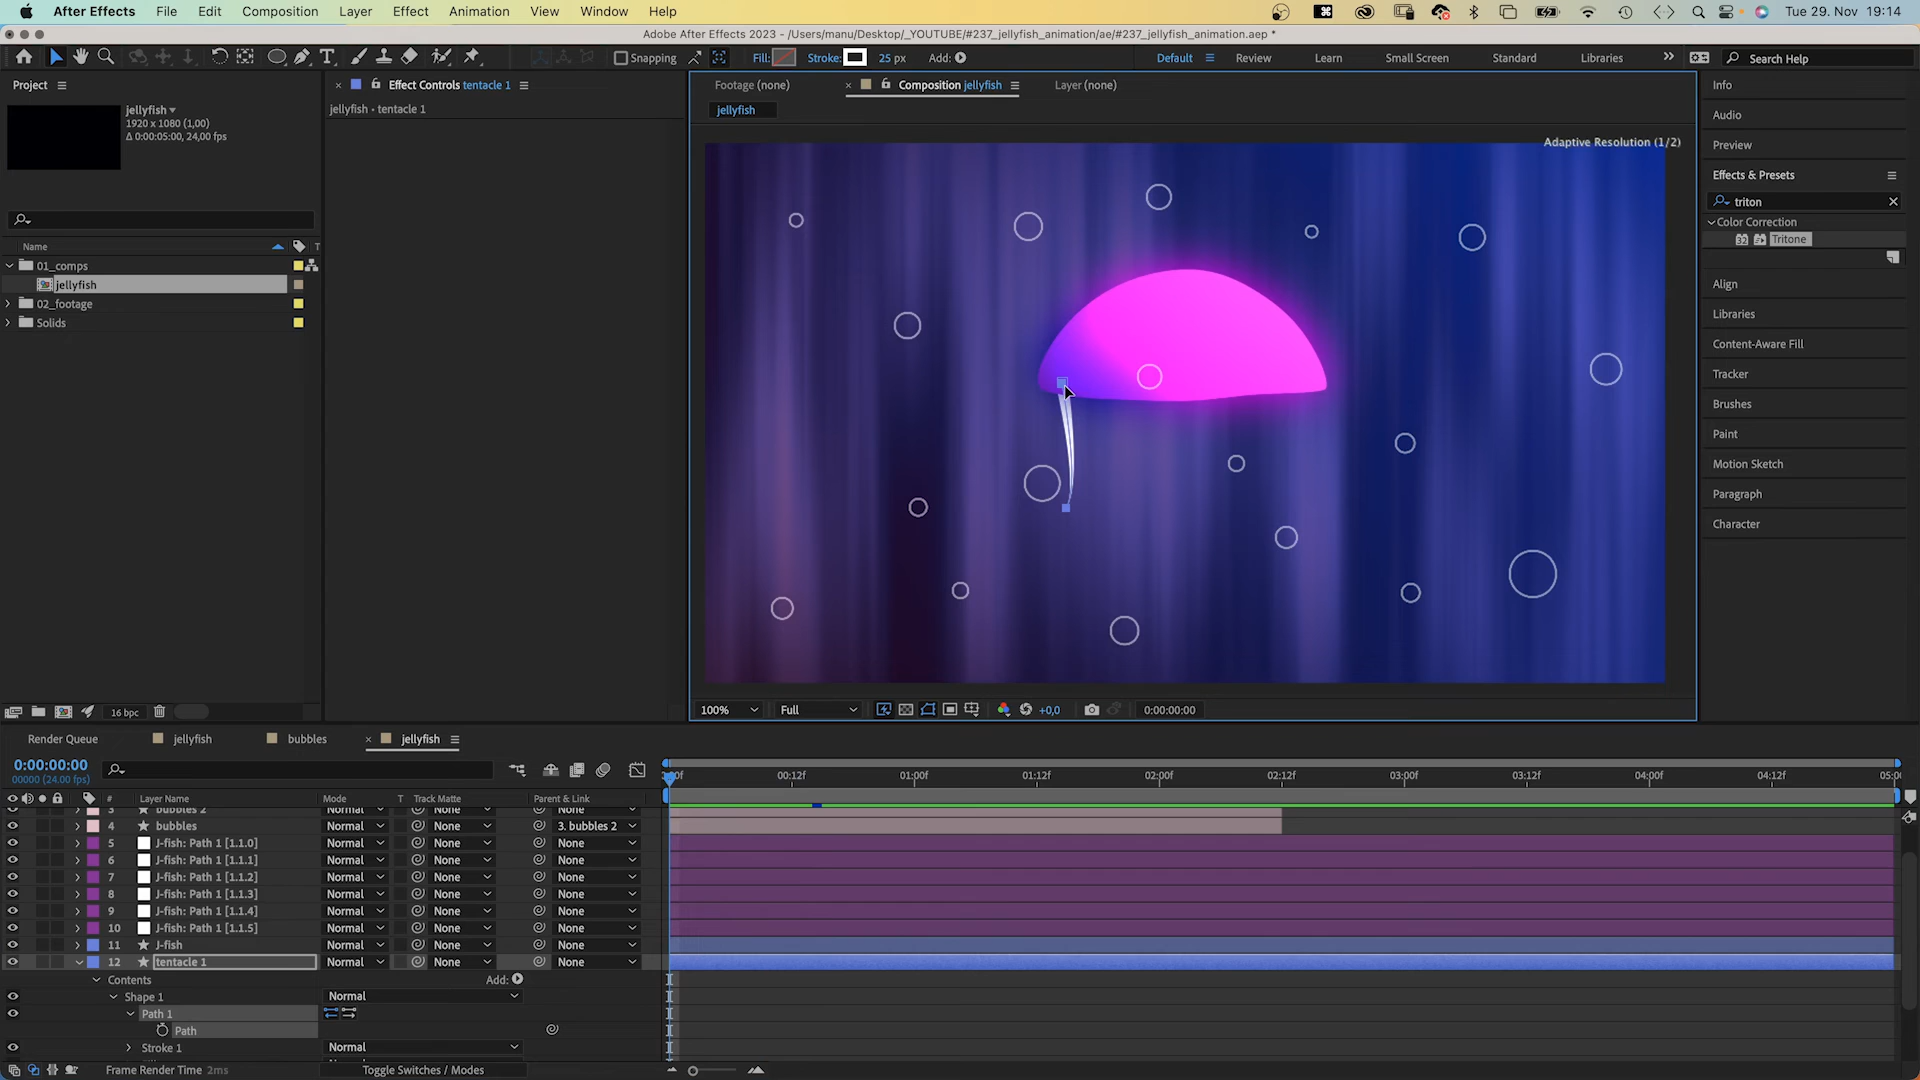 After Effects File Edit Composition Layer Effect Animation View Window Help Tue 29. Nov 19:14
Adobe After Effects 2023 - /Users/manu/Desktop/_YOUTUBE/#237_jellyfish_animation/ae/#237_jellyfish_animation.aep *
Snapping Fill: Stroke: 25 px Add: Default Review Learn Small Screen Standard Libraries Search Help
Project
jellyfish
1920 x 1080 (1,00)
Δ 0:00:05:00, 24,00 fps
Name T
01_comps
jellyfish
02_footage
Solids
16 bpc
Effect Controls tentacle 1
jellyfish • tentacle 1
Footage (none) Composition jellyfish Layer (none)
jellyfish
Adaptive Resolution (1/2)
100% Full +0,0 0:00:00:00
Info
Audio
Preview
Effects & Presets
triton
Color Correction
32 Tritone
Align
Libraries
Content-Aware Fill
Tracker
Brushes
Paint
Motion Sketch
Paragraph
Character
Render Queue jellyfish bubbles jellyfish
0:00:00:00
00000 (24.00 fps)
00:12f 01:00f 01:12f 02:00f 02:12f 03:00f 03:12f 04:00f 04:12f
# Layer Name Mode T Track Matte Parent & Link
3 bubbles 2 Normal None None
4 bubbles Normal None 3. bubbles 2
5 J-fish: Path 1 [1.1.0] Normal None None
6 J-fish: Path 1 [1.1.1] Normal None None
7 J-fish: Path 1 [1.1.2] Normal None None
8 J-fish: Path 1 [1.1.3] Normal None None
9 J-fish: Path 1 [1.1.4] Normal None None
10 J-fish: Path 1 [1.1.5] Normal None None
11 J-fish Normal None None
12 tentacle 1 Normal None None
Contents Add:
Shape 1 Normal
Path 1
Path
Stroke 1 Normal
Frame Render Time 2ms Toggle Switches / Modes